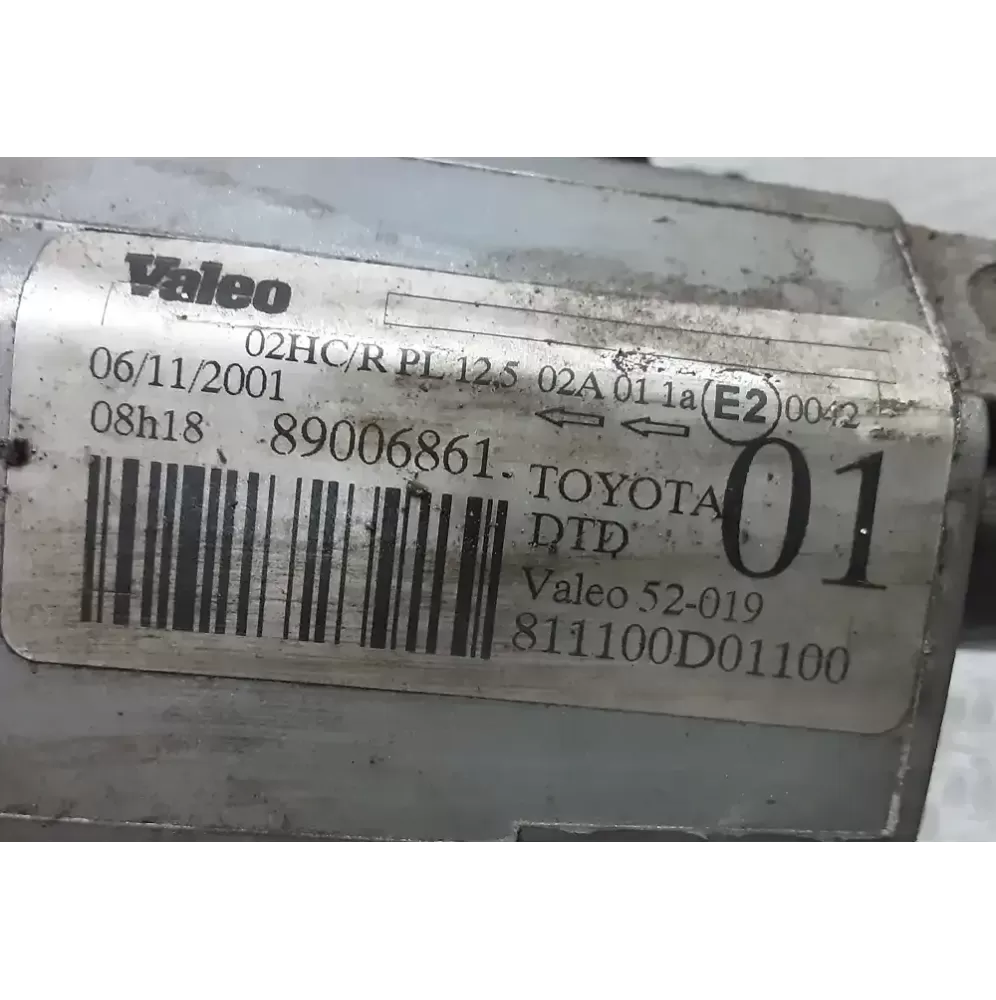 Valeo
02HC/R PL 12,5 02A 01 1a E2 0042
06/11/2001
08h18 89006861.
TOYOTA 01
DTD
Valeo 52-019
811100D01100